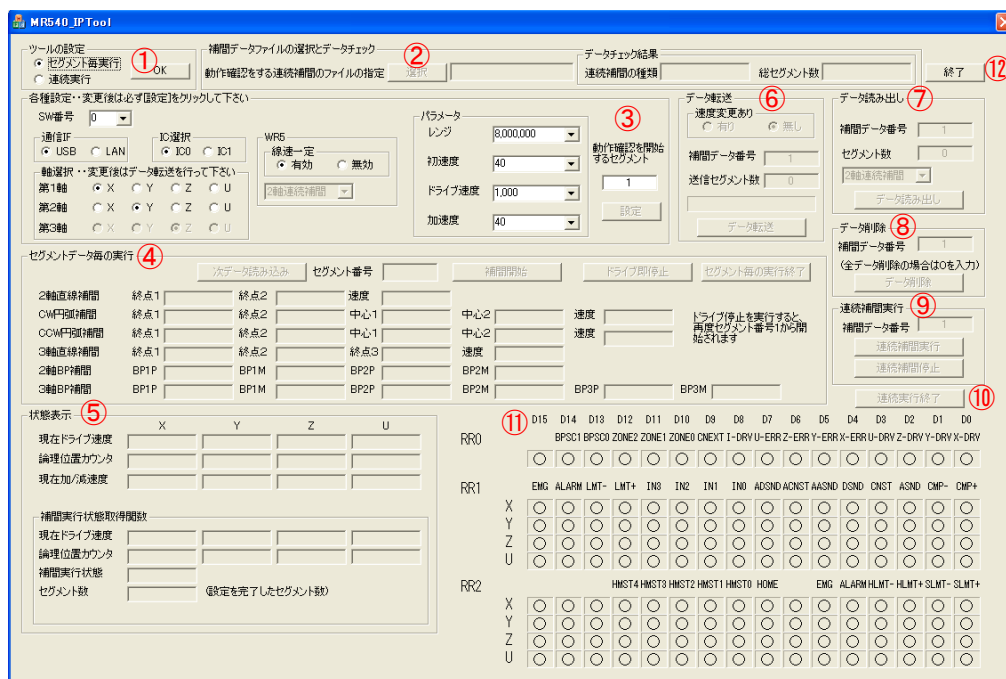 MR540_IPTool
ツールの設定
セグメント毎実行
連続実行
① OK
補間データファイルの選択とデータチェック
②
動作確認をする連続補間のファイルの指定 選択
データチェック結果
連続補間の種類 総セグメント数
終了 ⑫
各種設定・・変更後は必ず[設定]をクリックして下さい
SW番号 0
通信IF
USB LAN
IC選択
IC0 IC1
WR5
線速一定
有効 無効
2軸連続補間
軸選択・・変更後はデータ転送を行って下さい
第1軸 X Y Z U
第2軸 X Y Z U
第3軸 X Y Z U
パラメータ
レンジ 8,000,000
初速度 40
ドライブ速度 1,000
加速度 40
③
動作確認を開始
するセグメント
1
設定
データ転送 ⑥
速度変更あり
有り 無し
補間データ番号 1
送信セグメント数 0
データ転送
データ読み出し ⑦
補間データ番号 1
セグメント数 0
2軸連続補間
データ読み出し
データ削除 ⑧
補間データ番号 1
(全データ削除の場合は0を入力)
データ削除
連続補間実行 ⑨
補間データ番号 1
連続補間実行
連続補間停止
連続実行終了 ⑩
セグメントデータ毎の実行 ④
次データ読み込み セグメント番号 補間開始 ドライブ即停止 セグメント毎の実行終了
2軸直線補間 終点1 終点2 速度
CW円弧補間 終点1 終点2 中心1 中心2 速度
CCW円弧補間 終点1 終点2 中心1 中心2 速度
3軸直線補間 終点1 終点2 終点3 速度
2軸BP補間 BP1P BP1M BP2P BP2M
3軸BP補間 BP1P BP1M BP2P BP2M BP3P BP3M
ドライブ停止を実行すると、
再度セグメント番号1から開
始されます
状態表示 ⑤
X Y Z U
現在ドライブ速度
論理位置カウンタ
現在加/減速度
補間実行状態取得関数
現在ドライブ速度
論理位置カウンタ
補間実行状態
セグメント数 (設定を完了したセグメント数)
⑪ D15 D14 D13 D12 D11 D10 D9 D8 D7 D6 D5 D4 D3 D2 D1 D0
RR0 BPSC1 BPSC0 ZONE2 ZONE1 ZONE0 CNEXT I-DRV U-ERR Z-ERR Y-ERR X-ERR U-DRV Z-DRV Y-DRV X-DRV
RR1 EMG ALARM LMT- LMT+ IN3 IN2 IN1 IN0 ADSND ACNST AASND DSND CNST ASND CMP- CMP+
X
Y
Z
U
RR2 HMST4 HMST3 HMST2 HMST1 HMST0 HOME EMG ALARM HLMT- HLMT+ SLMT- SLMT+
X
Y
Z
U